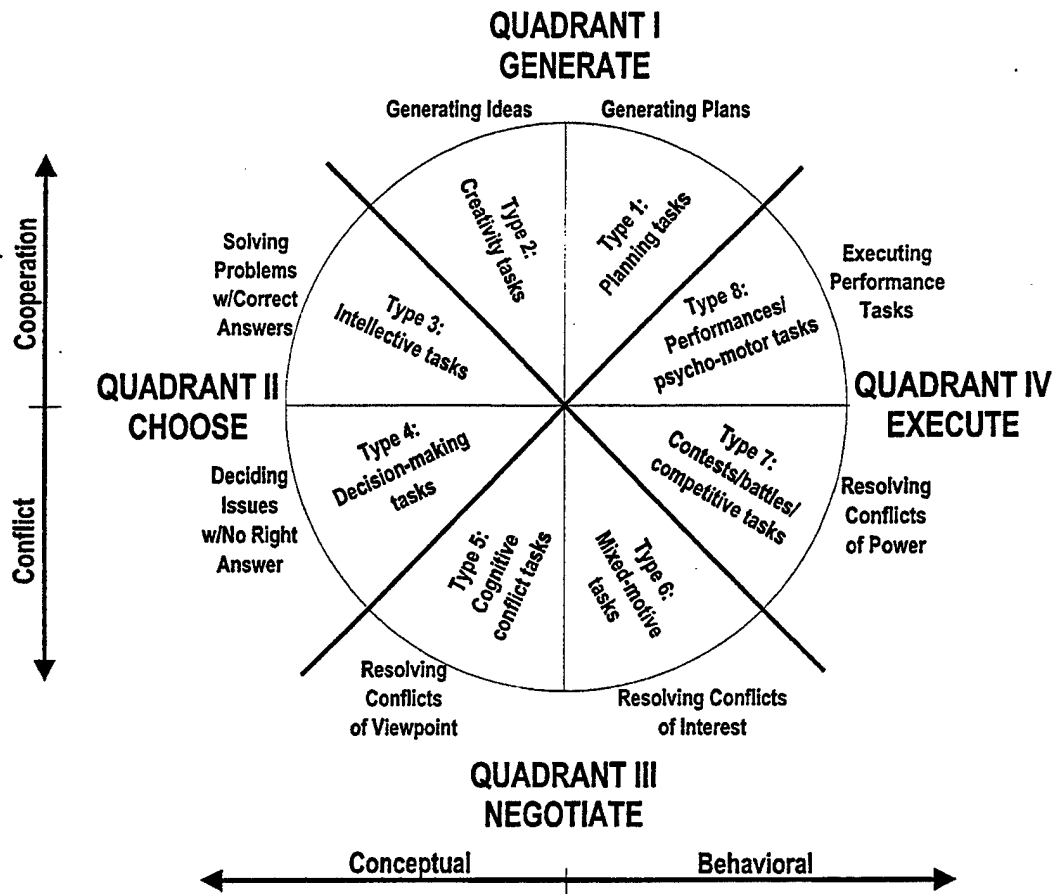 QUADRANT I
GENERATE
Generating Ideas
Generating Plans
Cooperation
Conflict
Type 2:
Creativity tasks
Type 1:
Planning tasks
Solving
Problems
w/Correct
Answers
Type 3:
Intellective tasks
Type 8:
Performances/
psycho-motor tasks
Executing
Performance
Tasks
QUADRANT II
CHOOSE
QUADRANT IV
EXECUTE
Deciding
Issues
w/No Right
Answer
Type 4:
Decision-making
tasks
Type 5:
Cognitive
conflict tasks
Type 6:
Mixed-motive
tasks
Type 7:
Contests/battles/
competitive tasks
Resolving
Conflicts
of Power
Resolving
Conflicts
of Viewpoint
Resolving Conflicts
of Interest
QUADRANT III
NEGOTIATE
Conceptual
Behavioral